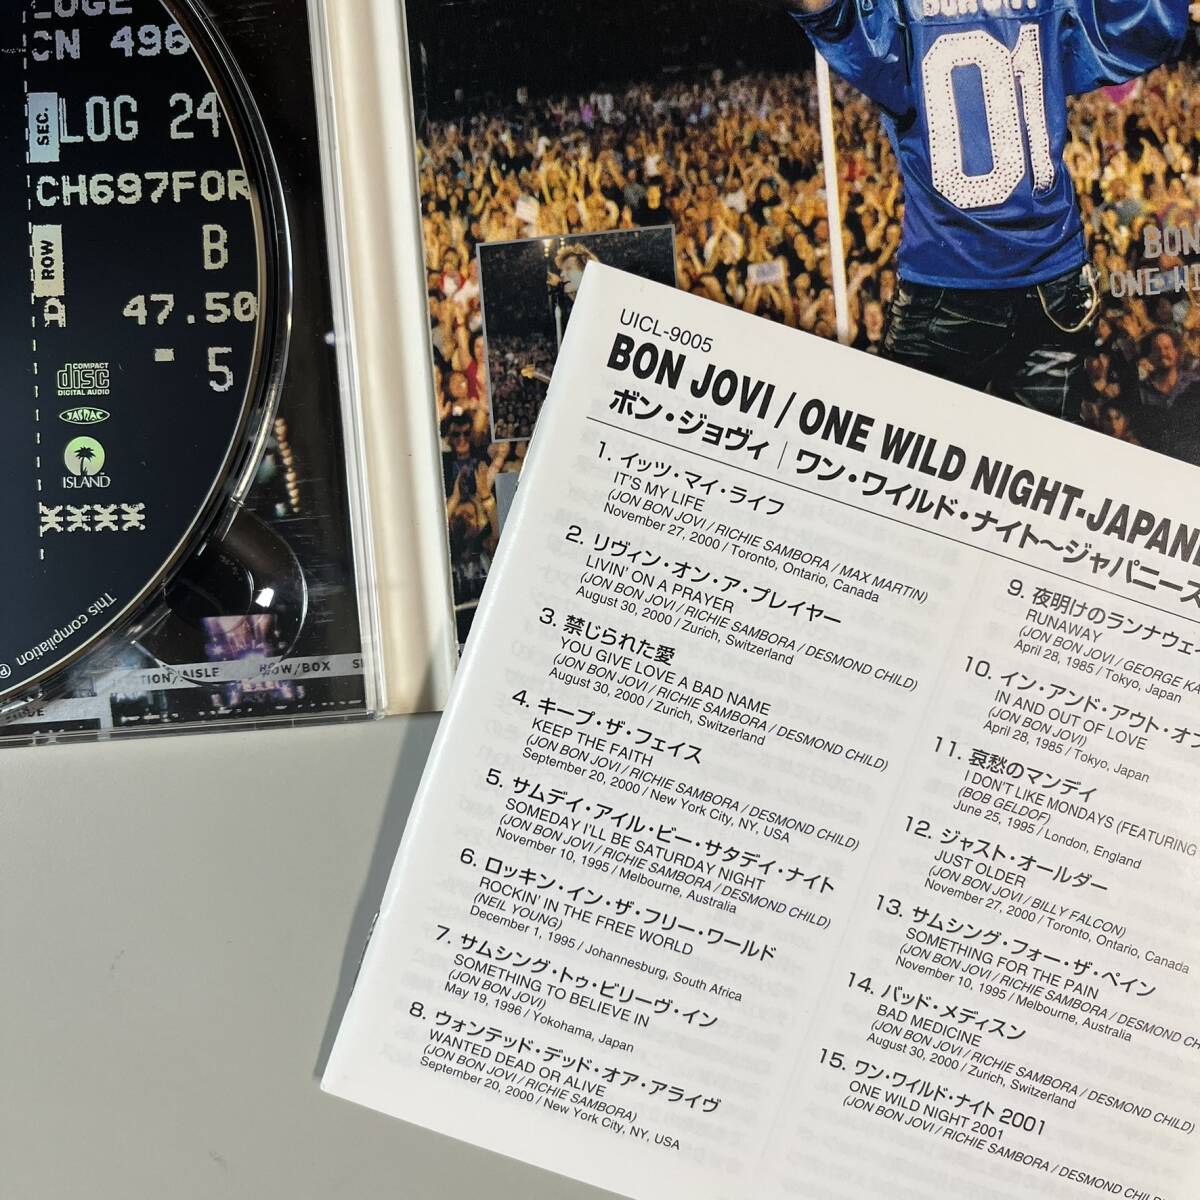 LOGE
CN 496
SEC.
LOG 24
CH697FOR
ROW
B
A 47.50
5
COMPACT
disc
DIGITAL AUDIO
JASRAC
ISLAND
XXXX
This compilation
TION/AISLE ROW/BOX
01
BON
ONE WI
UICL-9005
BON JOVI / ONE WILD NIGHT-JAPAN
ボン・ジョヴィ | ワン・ワイルド・ナイト〜ジャパニーズ
1. イッツ・マイ・ライフ
IT'S MY LIFE
(JON BON JOVI / RICHIE SAMBORA / MAX MARTIN)
November 27, 2000 / Toronto, Ontario, Canada
2. リヴィン・オン・ア・プレイヤー
LIVIN' ON A PRAYER
(JON BON JOVI / RICHIE SAMBORA / DESMOND CHILD)
August 30, 2000 / Zurich, Switzerland
3. 禁じられた愛
YOU GIVE LOVE A BAD NAME
(JON BON JOVI / RICHIE SAMBORA / DESMOND CHILD)
August 30, 2000 / Zurich, Switzerland
4. キープ・ザ・フェイス
KEEP THE FAITH
(JON BON JOVI / RICHIE SAMBORA / DESMOND CHILD)
September 20, 2000 / New York City, NY, USA
5. サムデイ・アイル・ビー・サタデイ・ナイト
SOMEDAY I'LL BE SATURDAY NIGHT
(JON BON JOVI / RICHIE SAMBORA / DESMOND CHILD)
November 10, 1995 / Melbourne, Australia
6. ロッキン・イン・ザ・フリー・ワールド
ROCKIN' IN THE FREE WORLD
(NEIL YOUNG)
December 1, 1995 / Johannesburg, South Africa
7. サムシング・トゥ・ビリーヴ・イン
SOMETHING TO BELIEVE IN
(JON BON JOVI)
May 19, 1996 / Yokohama, Japan
8. ウォンテッド・デッド・オア・アライヴ
WANTED DEAD OR ALIVE
(JON BON JOVI / RICHIE SAMBORA)
September 20, 2000 / New York City, NY, USA
9. 夜明けのランナウェイ
RUNAWAY
(JON BON JOVI / GEORGE KA
April 28, 1985 / Tokyo, Japan
10. イン・アンド・アウト・オブ
IN AND OUT OF LOVE
(JON BON JOVI)
April 28, 1985 / Tokyo, Japan
11. 哀愁のマンデイ
I DON'T LIKE MONDAYS (FEATURING
(BOB GELDOF)
June 25, 1995 / London, England
12. ジャスト・オールダー
JUST OLDER
(JON BON JOVI / BILLY FALCON)
November 27, 2000 / Toronto, Ontario, Canada
13. サムシング・フォー・ザ・ペイン
SOMETHING FOR THE PAIN
(JON BON JOVI / RICHIE SAMBORA / DESMOND C
November 10, 1995 / Melbourne, Australia
14. バッド・メディスン
BAD MEDICINE
(JON BON JOVI / RICHIE SAMBORA / DESMOND CHILD)
August 30, 2000 / Zurich, Switzerland
15. ワン・ワイルド・ナイト 2001
ONE WILD NIGHT 2001
(JON BON JOVI / RICHIE SAMBORA / DESMOND CHIL